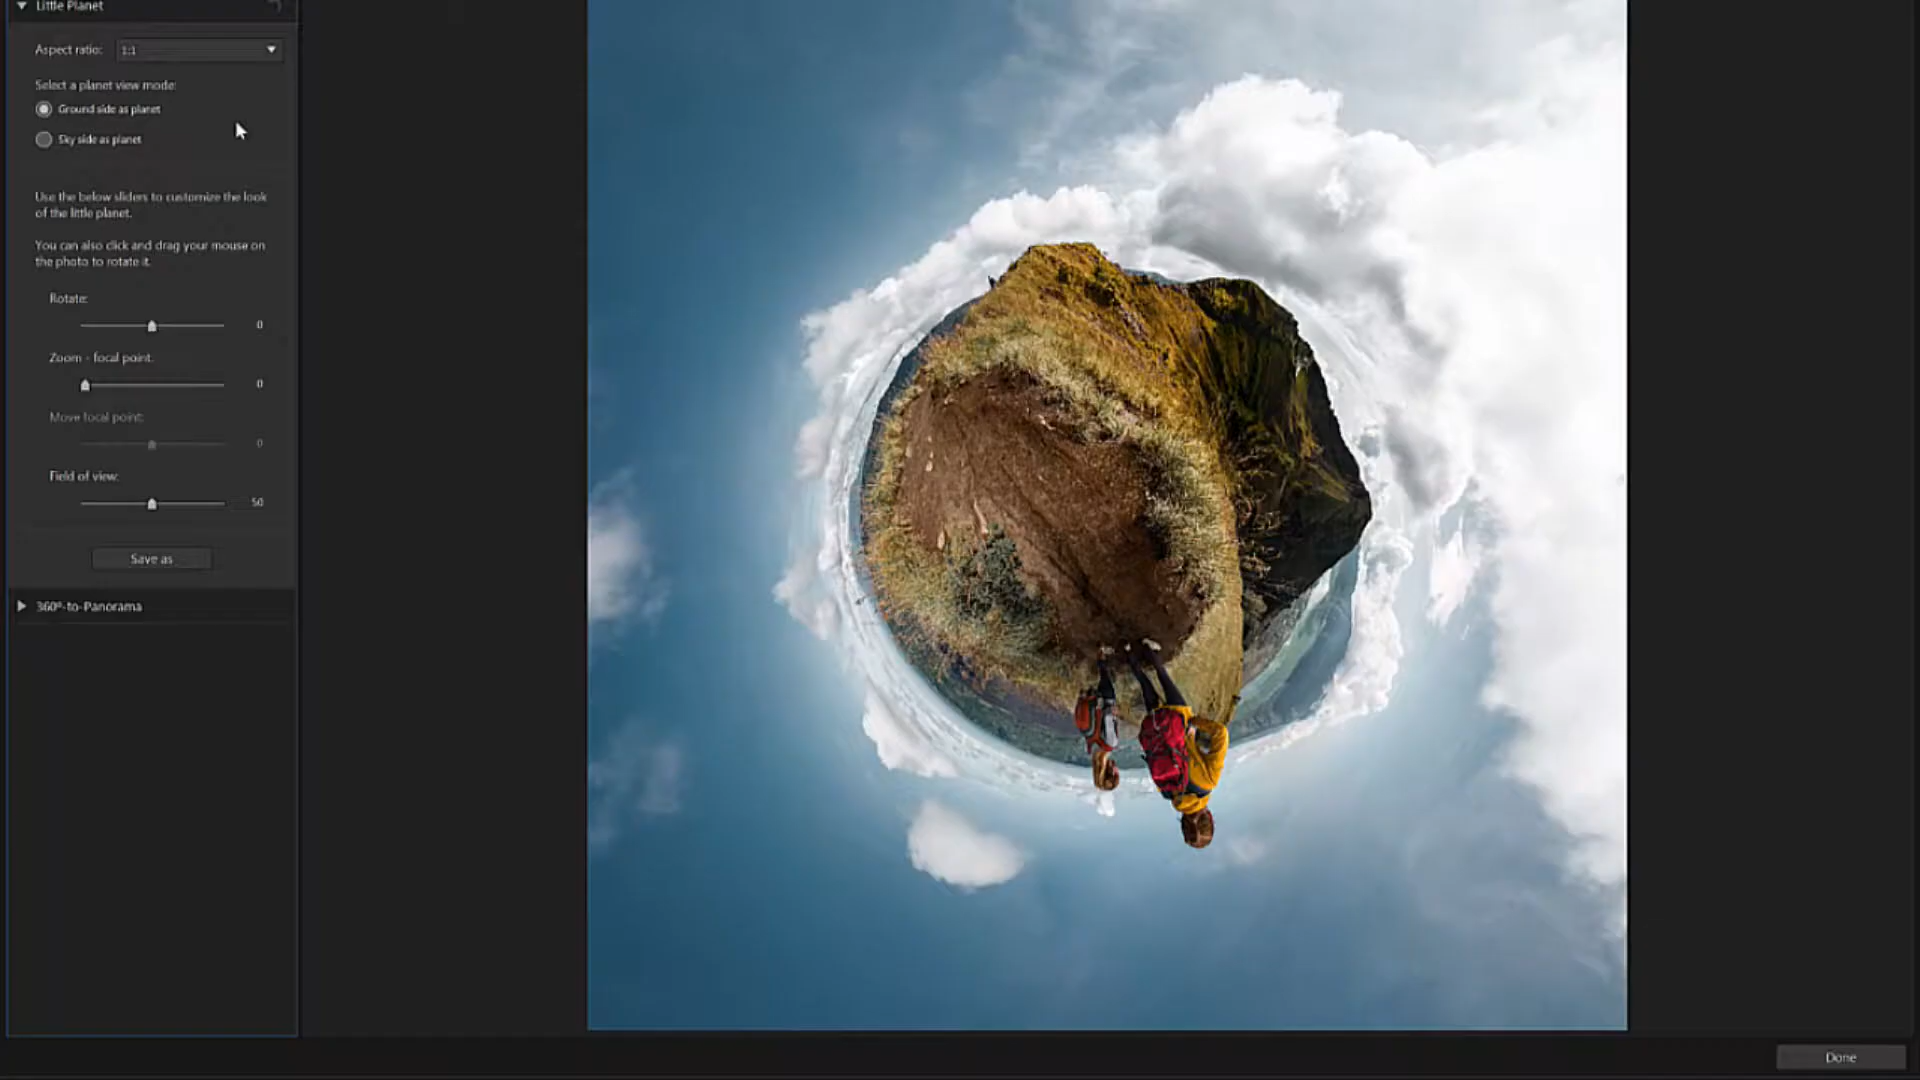 Little Planet
Aspect ratio: 1:1
Select a planet view mode:
Ground side as planet
Sky side as planet
Use the below sliders to customize the look
of the little planet.
You can also click and drag your mouse on
the photo to rotate it.
Rotate:
0
Zoom - focal point:
0
Move focal point:
0
Field of view:
50
Save as
360º-to-Panorama
Done